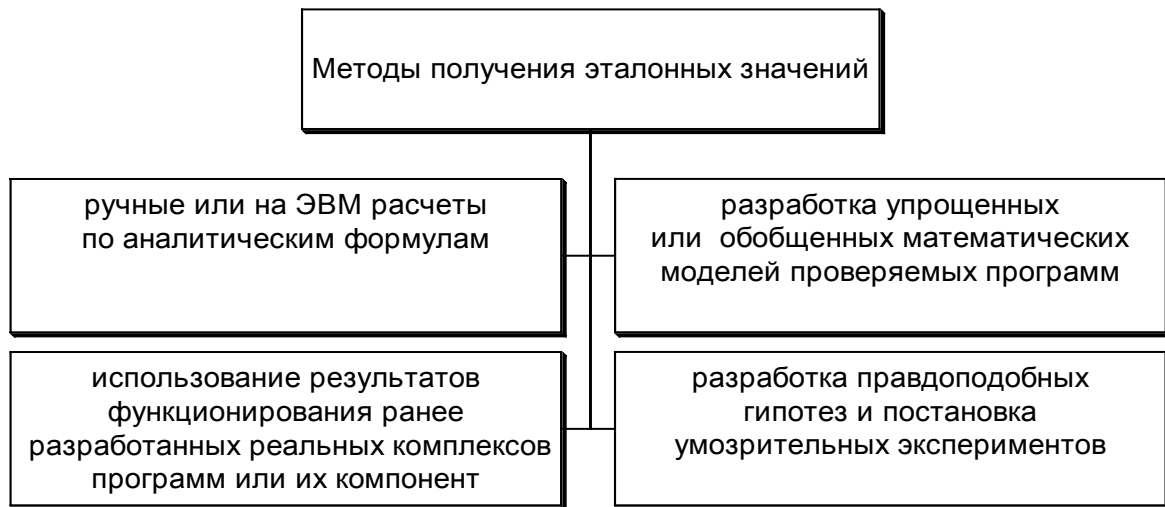 Методы получения эталонных значений
ручные или на ЭВМ расчеты
по аналитическим формулам
разработка упрощенных
или обобщенных математических
моделей проверяемых программ
использование результатов
функционирования ранее
разработанных реальных комплексов
программ или их компонент
разработка правдоподобных
гипотез и постановка
умозрительных экспериментов